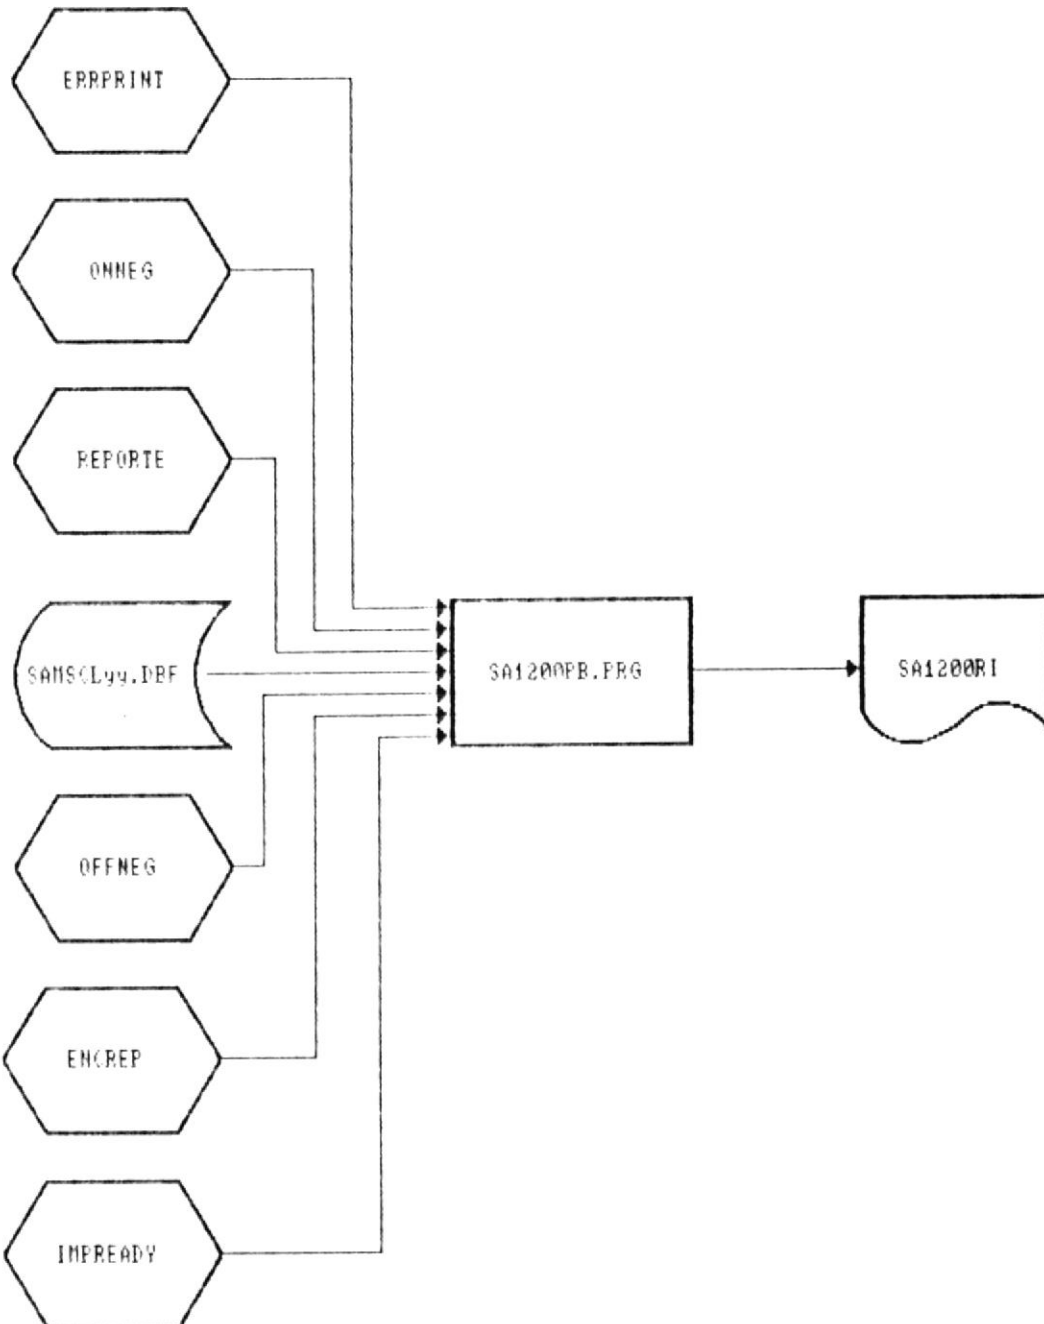 ERRPRINT
ONNEG
REPORTE
SAMSCLyy.DBF
SA1200PB.PRG
SA1200RI
OFFNEG
ENCREP
IMPREADY